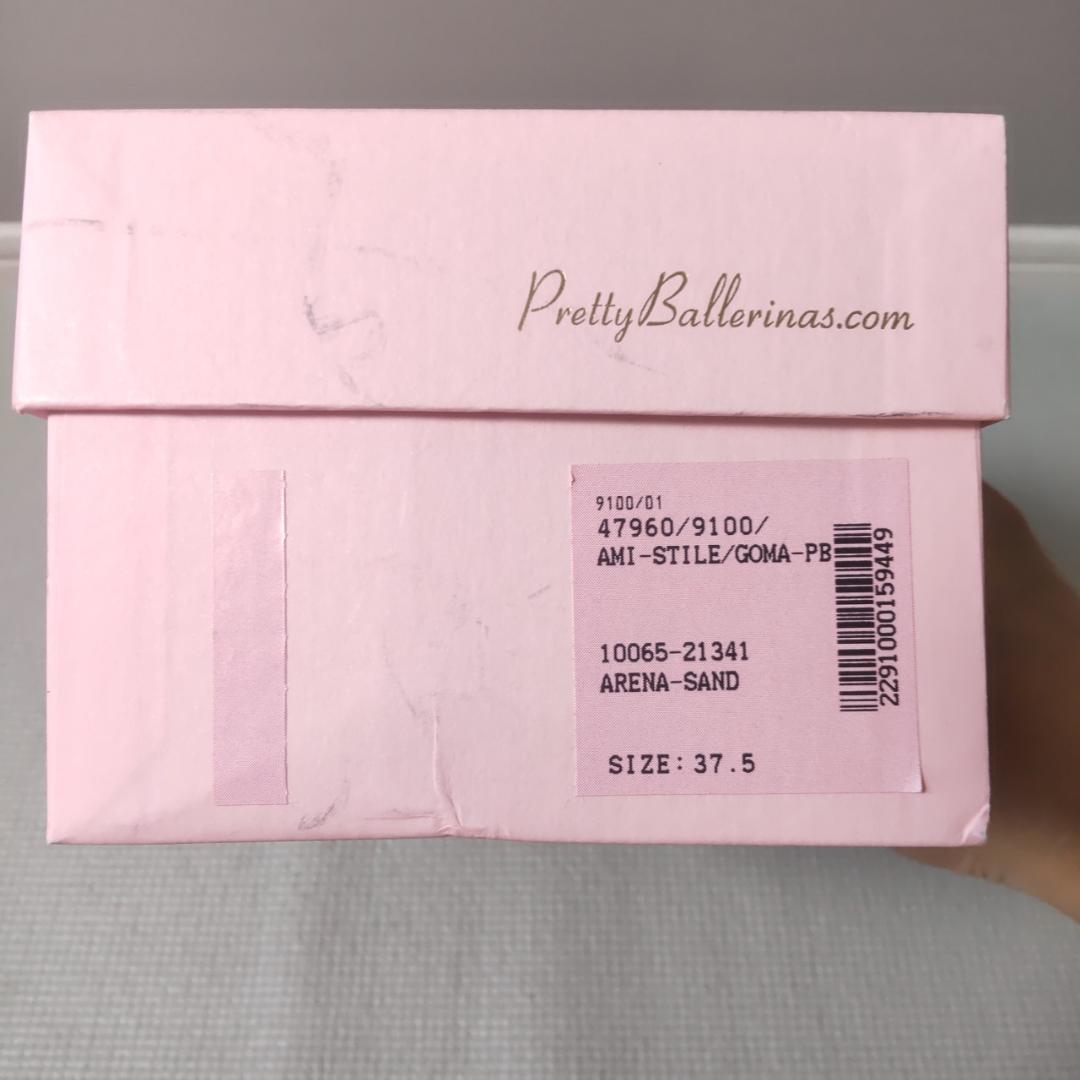 PrettyBallerinas.com
9100/01
47960/9100/
AMI-STILE/GOMA-PB
10065-21341
ARENA-SAND
SIZE: 37.5
2291000159449